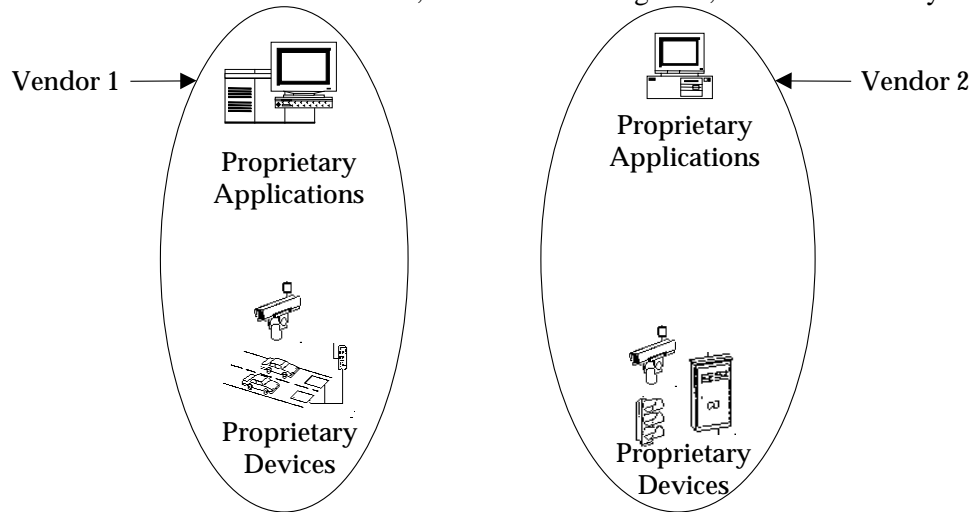 Vendor 1
Proprietary
Applications
Proprietary
Devices
Vendor 2
Proprietary
Applications
Proprietary
Devices